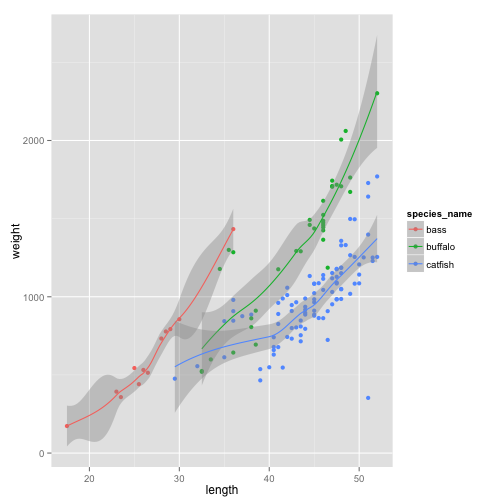 weight
2000
1000
0
20
30
40
50
length
species_name
bass
buffalo
catfish